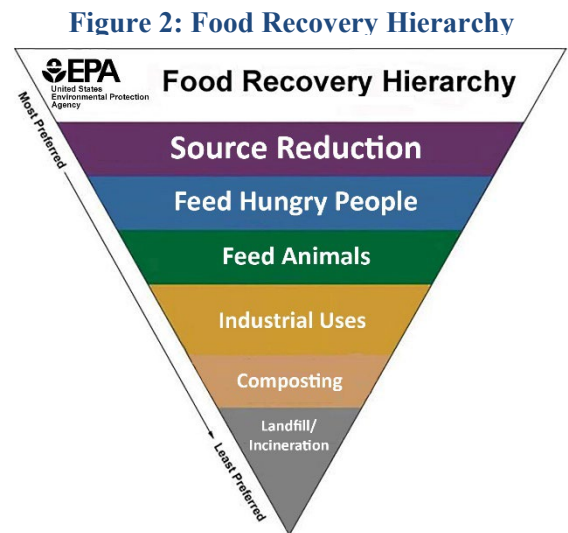 Figure 2: Food Recovery Hierarchy
EPA
United States
Environmental Protection
Agency
Food Recovery Hierarchy
Most Preferred
Source Reduction
Feed Hungry People
Feed Animals
Industrial Uses
Composting
Landfill/
Incineration
Least Preferred